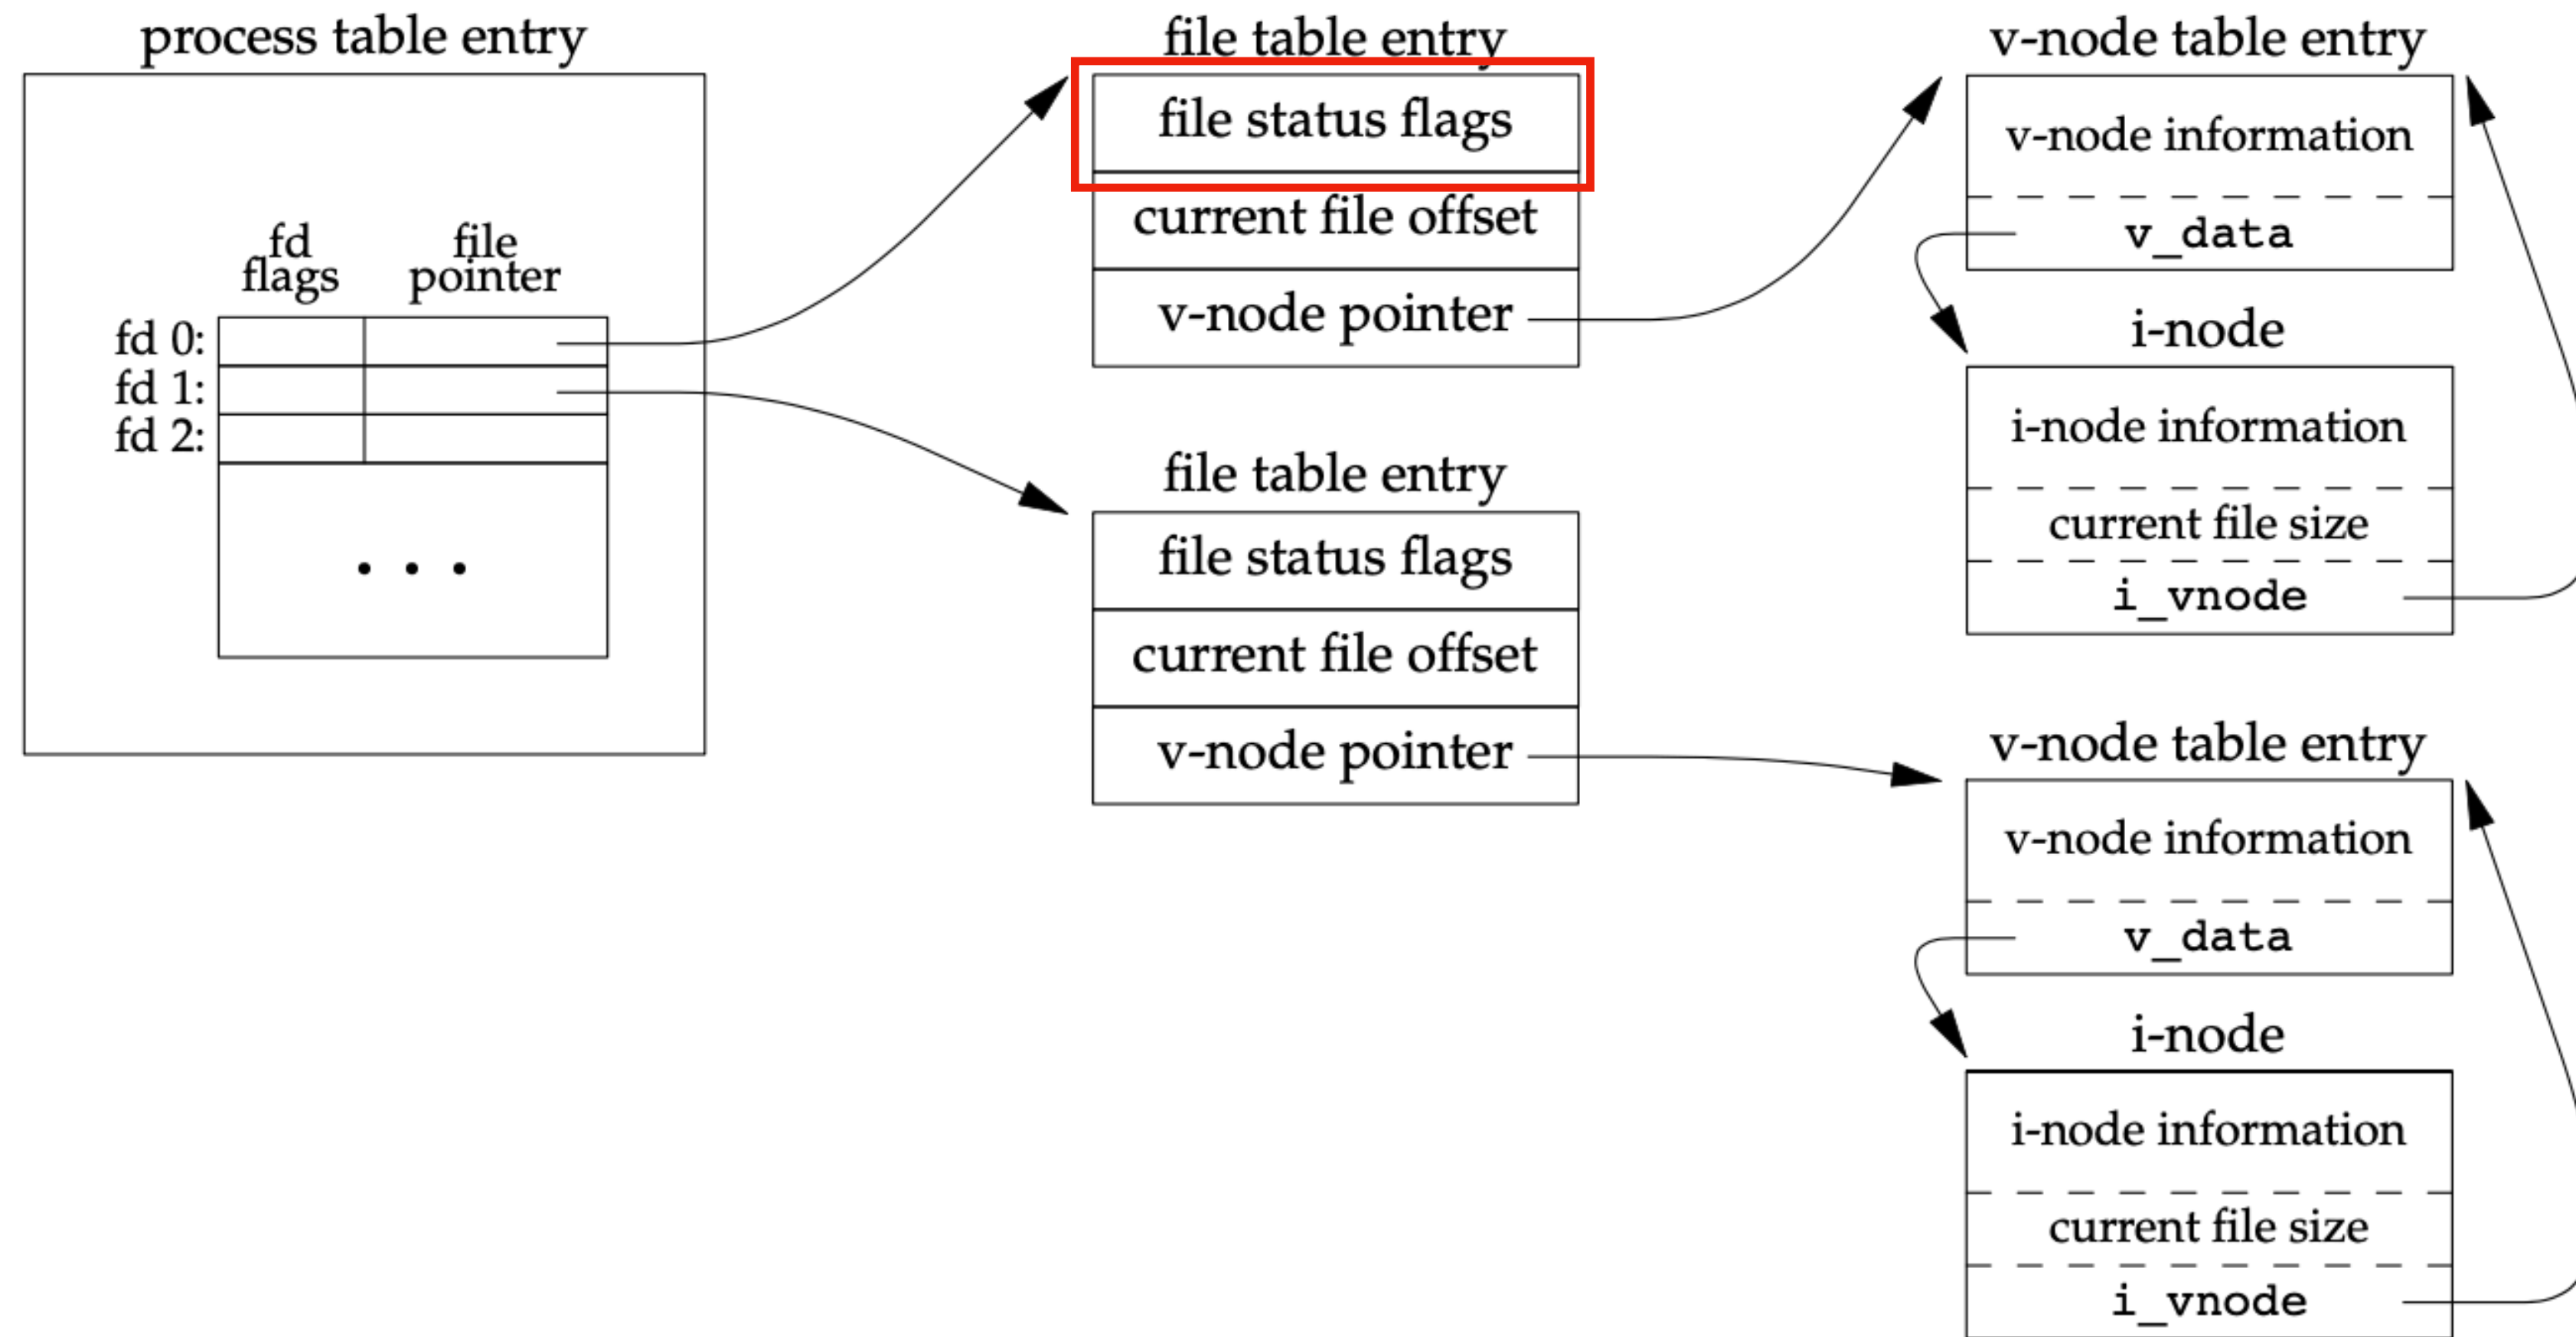 process table entry
fd
flags
file
pointer
fd 0:
fd 1:
fd 2:
. . .
file table entry
file status flags
current file offset
v-node pointer
file table entry
file status flags
current file offset
v-node pointer
v-node table entry
v-node information
v_data
i-node
i-node information
current file size
i_vnode
v-node table entry
v-node information
v_data
i-node
i-node information
current file size
i_vnode